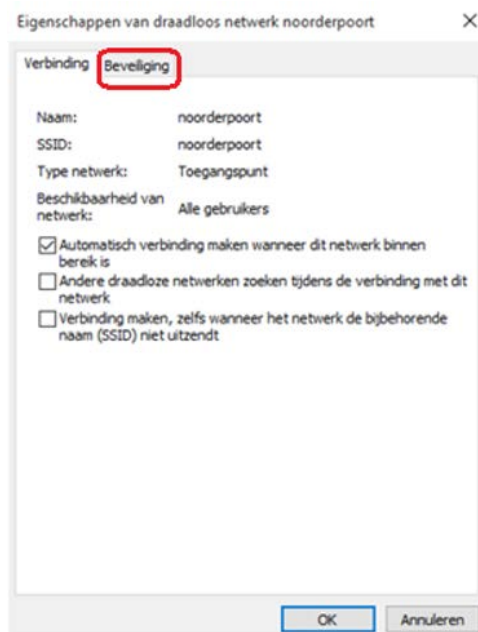 Eigenschappen van draadloos netwerk noorderpoort
Verbinding Beveiliging
Naam: noorderpoort
SSID: noorderpoort
Type netwerk: Toegangspunt
Beschikbaarheid van
netwerk: Alle gebruikers
Automatisch verbinding maken wanneer dit netwerk binnen
bereik is
Andere draadloze netwerken zoeken tijdens de verbinding met dit
netwerk
Verbinding maken, zelfs wanneer het netwerk de bijbehorende
naam (SSID) niet uitzendt
OK Annuleren